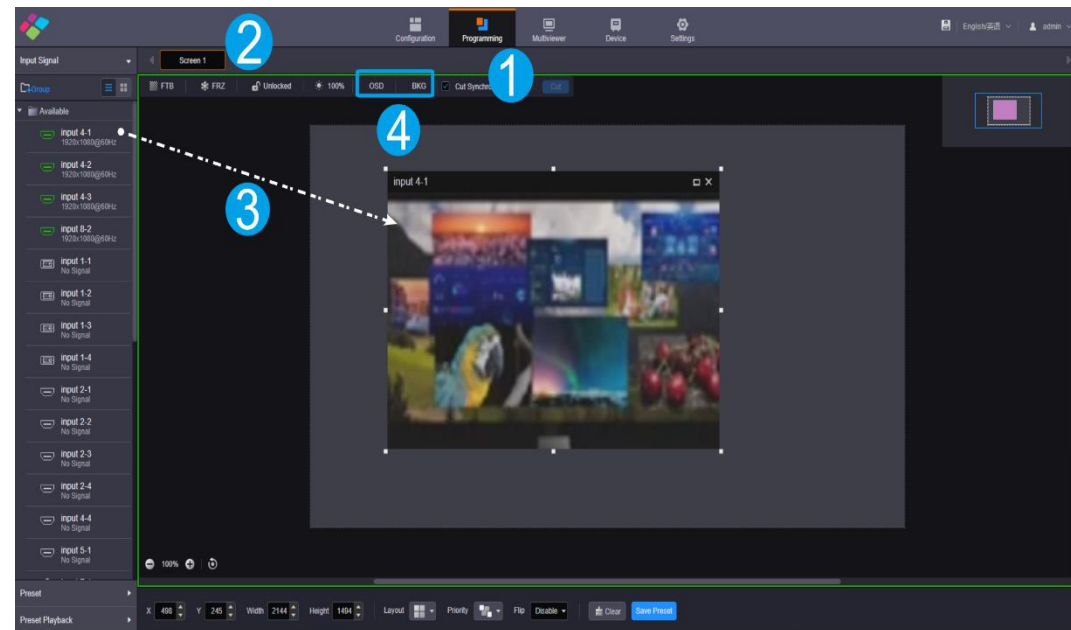 Configuration
Programming
Multiviewer
Device
Settings
English/英语
admin
2
1
Input Signal
Screen 1
Group
FTB
FRZ
Unlocked
100%
OSD
BKG
Cut Synchro
Cut
4
Available
input 4-1
1920x1080@60Hz
input 4-2
1920x1080@60Hz
input 4-3
1920x1080@60Hz
input 8-2
1920x1080@60Hz
input 1-1
No Signal
input 1-2
No Signal
input 1-3
No Signal
input 1-4
No Signal
input 2-1
No Signal
input 2-2
No Signal
input 2-3
No Signal
input 2-4
No Signal
input 4-4
No Signal
input 5-1
No Signal
3
input 4-1
100%
Preset
Preset Playback
X 498 Y 245 Width 2144 Height 1494 Layout Priority Flip Disable Clear Save Preset